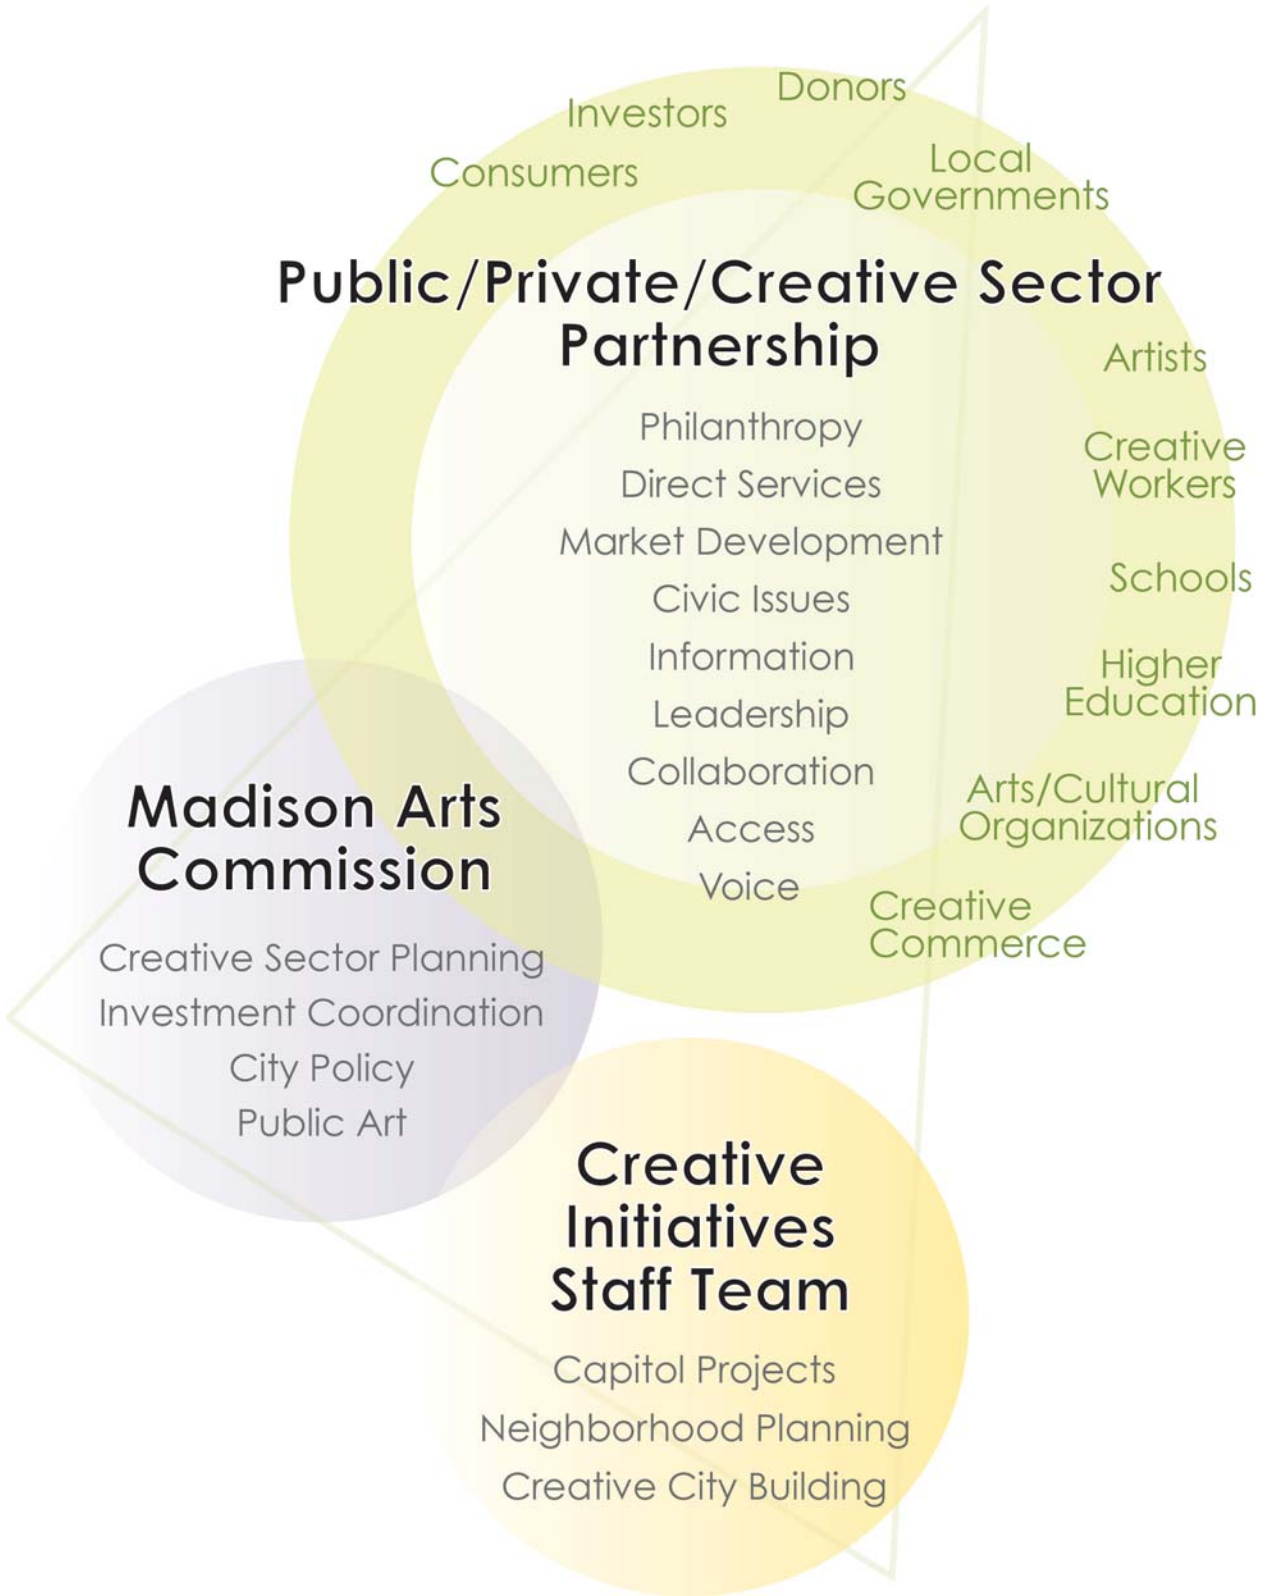 Donors
Investors
Consumers
Local
Governments
Public/Private/Creative Sector
Partnership
Artists
Creative
Workers
Schools
Higher
Education
Arts/Cultural
Organizations
Creative
Commerce
Philanthropy
Direct Services
Market Development
Civic Issues
Information
Leadership
Collaboration
Access
Voice
Madison Arts
Commission
Creative Sector Planning
Investment Coordination
City Policy
Public Art
Creative
Initiatives
Staff Team
Capitol Projects
Neighborhood Planning
Creative City Building